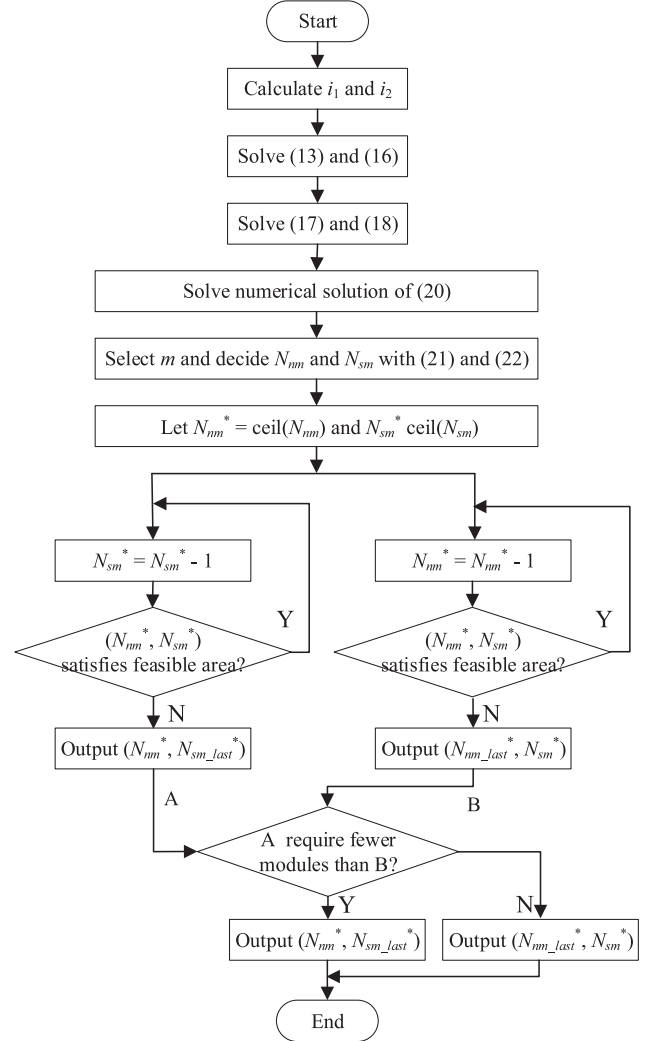 Start
Calculate i₁ and i₂
Solve (13) and (16)
Solve (17) and (18)
Solve numerical solution of (20)
Select m and decide Nₙₘ and Nₛₘ with (21) and (22)
Let Nₙₘ* = ceil(Nₙₘ) and Nₛₘ* ceil(Nₛₘ)
Nₛₘ* = Nₛₘ* - 1
(Nₙₘ*, Nₛₘ*)
satisfies feasible area?
Y
N
Output (Nₙₘ*, Nₛₘ_ₗₐₛₜ*)
A
Nₙₘ* = Nₙₘ* - 1
(Nₙₘ*, Nₛₘ*)
satisfies feasible area?
Y
N
Output (Nₙₘ_ₗₐₛₜ*, Nₛₘ*)
B
A require fewer
modules than B?
Y
N
Output (Nₙₘ*, Nₛₘ_ₗₐₛₜ*)
Output (Nₙₘ_ₗₐₛₜ*, Nₛₘ*)
End